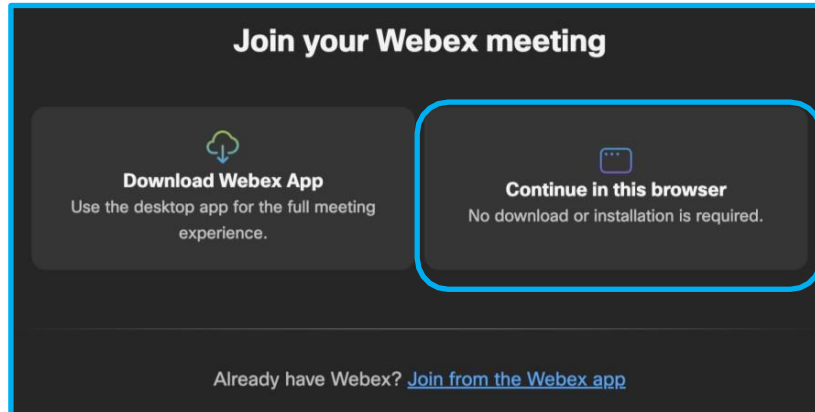 Join your Webex meeting
Download Webex App
Use the desktop app for the full meeting
experience.
Continue in this browser
No download or installation is required.
Already have Webex? Join from the Webex app